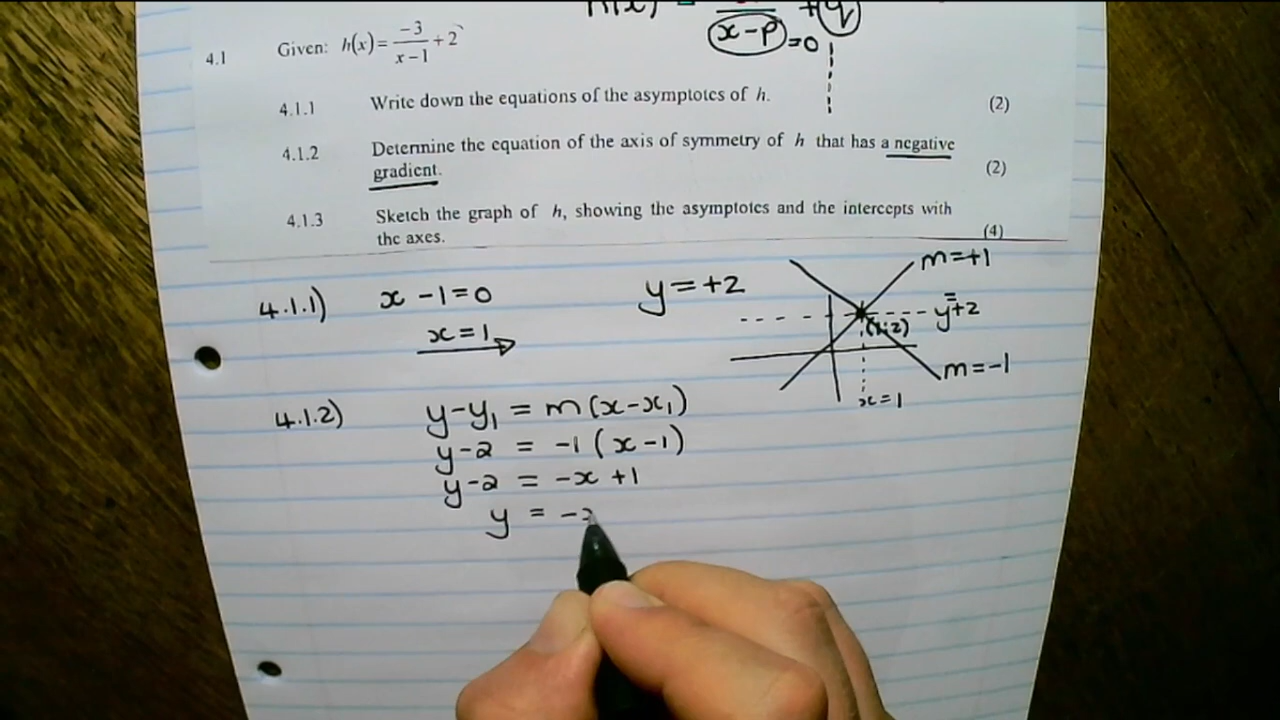 +q
x-p =0
4.1 Given: h(x)=-3/x-1+2
4.1.1 Write down the equations of the asymptotes of h. (2)
4.1.2 Determine the equation of the axis of symmetry of h that has a negative
gradient. (2)
4.1.3 Sketch the graph of h, showing the asymptotes and the intercepts with
the axes. (4)
4.1.1) x -1=0 y=+2
x=1
m=+1
y=+2
(1;2)
m=-1
x=1
4.1.2) y-y₁ = m(x-x₁)
y-2 = -1(x-1)
y-2 = -x+1
y = -